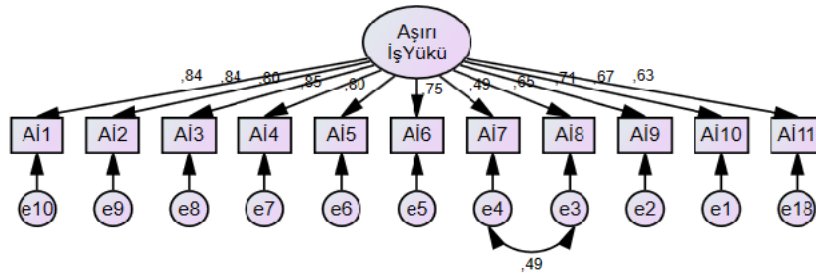 Aşırı
İşYükü
,84 ,84 ,80 ,85 ,80 ,75 ,49 ,65 ,71 ,67 ,63
Aİ1 Aİ2 Aİ3 Aİ4 Aİ5 Aİ6 Aİ7 Aİ8 Aİ9 Aİ10 Aİ11
e10 e9 e8 e7 e6 e5 e4 e3 e2 e1 e18
,49